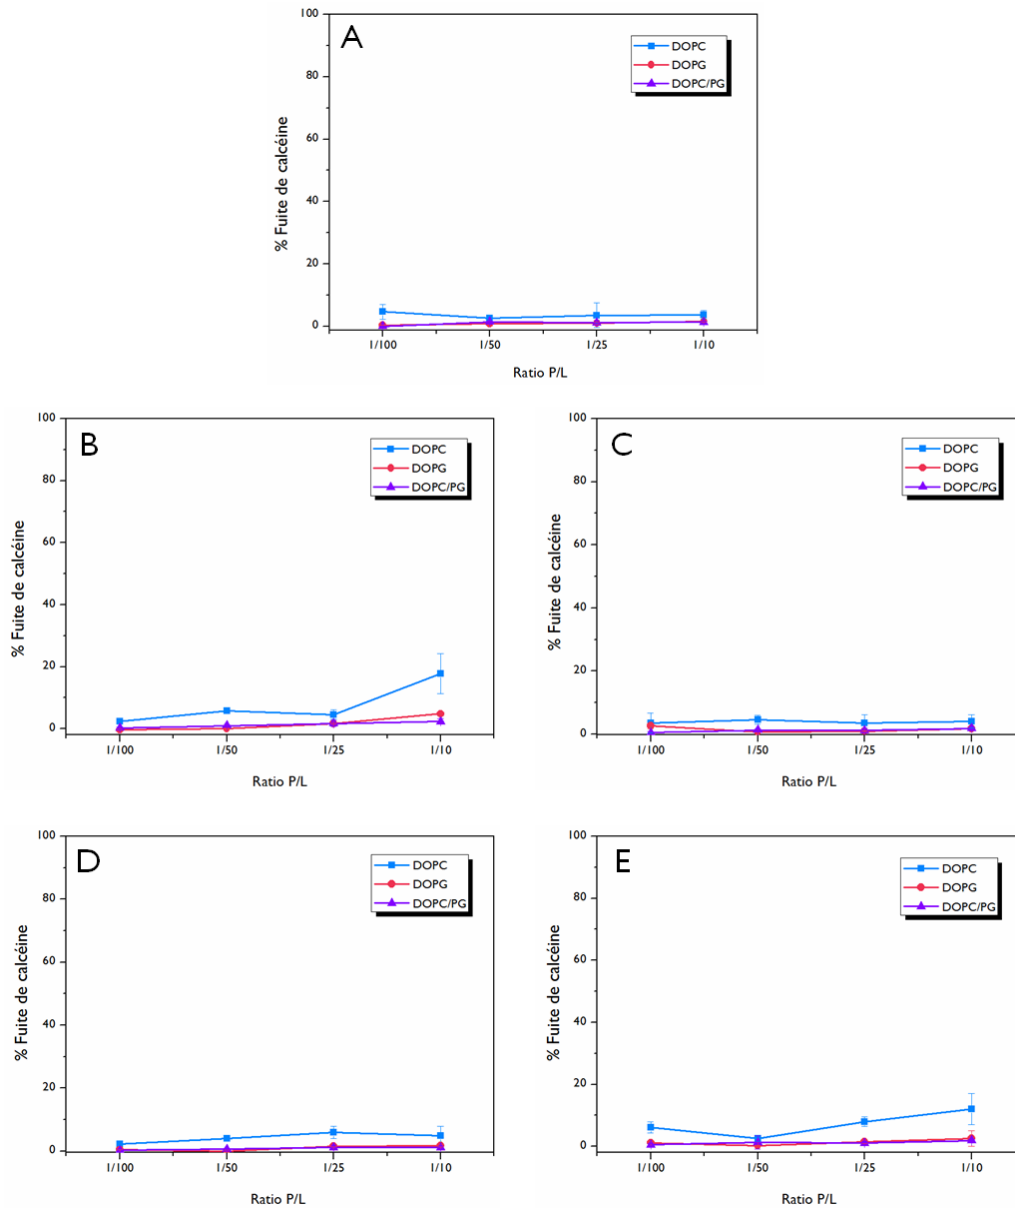 A
DOPC
DOPG
DOPC/PG
% Fuite de calcéine
100
80
60
40
20
0
1/100
1/50
1/25
1/10
Ratio P/L
B
DOPC
DOPG
DOPC/PG
% Fuite de calcéine
100
80
60
40
20
0
1/100
1/50
1/25
1/10
Ratio P/L
C
DOPC
DOPG
DOPC/PG
% Fuite de calcéine
100
80
60
40
20
0
1/100
1/50
1/25
1/10
Ratio P/L
D
DOPC
DOPG
DOPC/PG
% Fuite de calcéine
100
80
60
40
20
0
1/100
1/50
1/25
1/10
Ratio P/L
E
DOPC
DOPG
DOPC/PG
% Fuite de calcéine
100
80
60
40
20
0
1/100
1/50
1/25
1/10
Ratio P/L